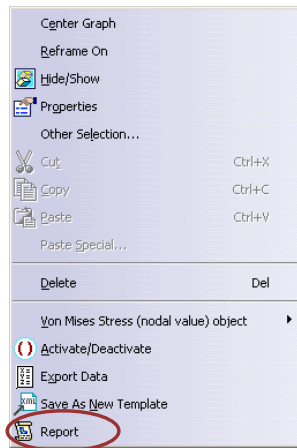 Center Graph
Reframe On
Hide/Show
Properties
Other Selection...
Cut Ctrl+X
Copy Ctrl+C
Paste Ctrl+V
Paste Special...
Delete Del
Von Mises Stress (nodal value) object
Activate/Deactivate
Export Data
Save As New Template
Report